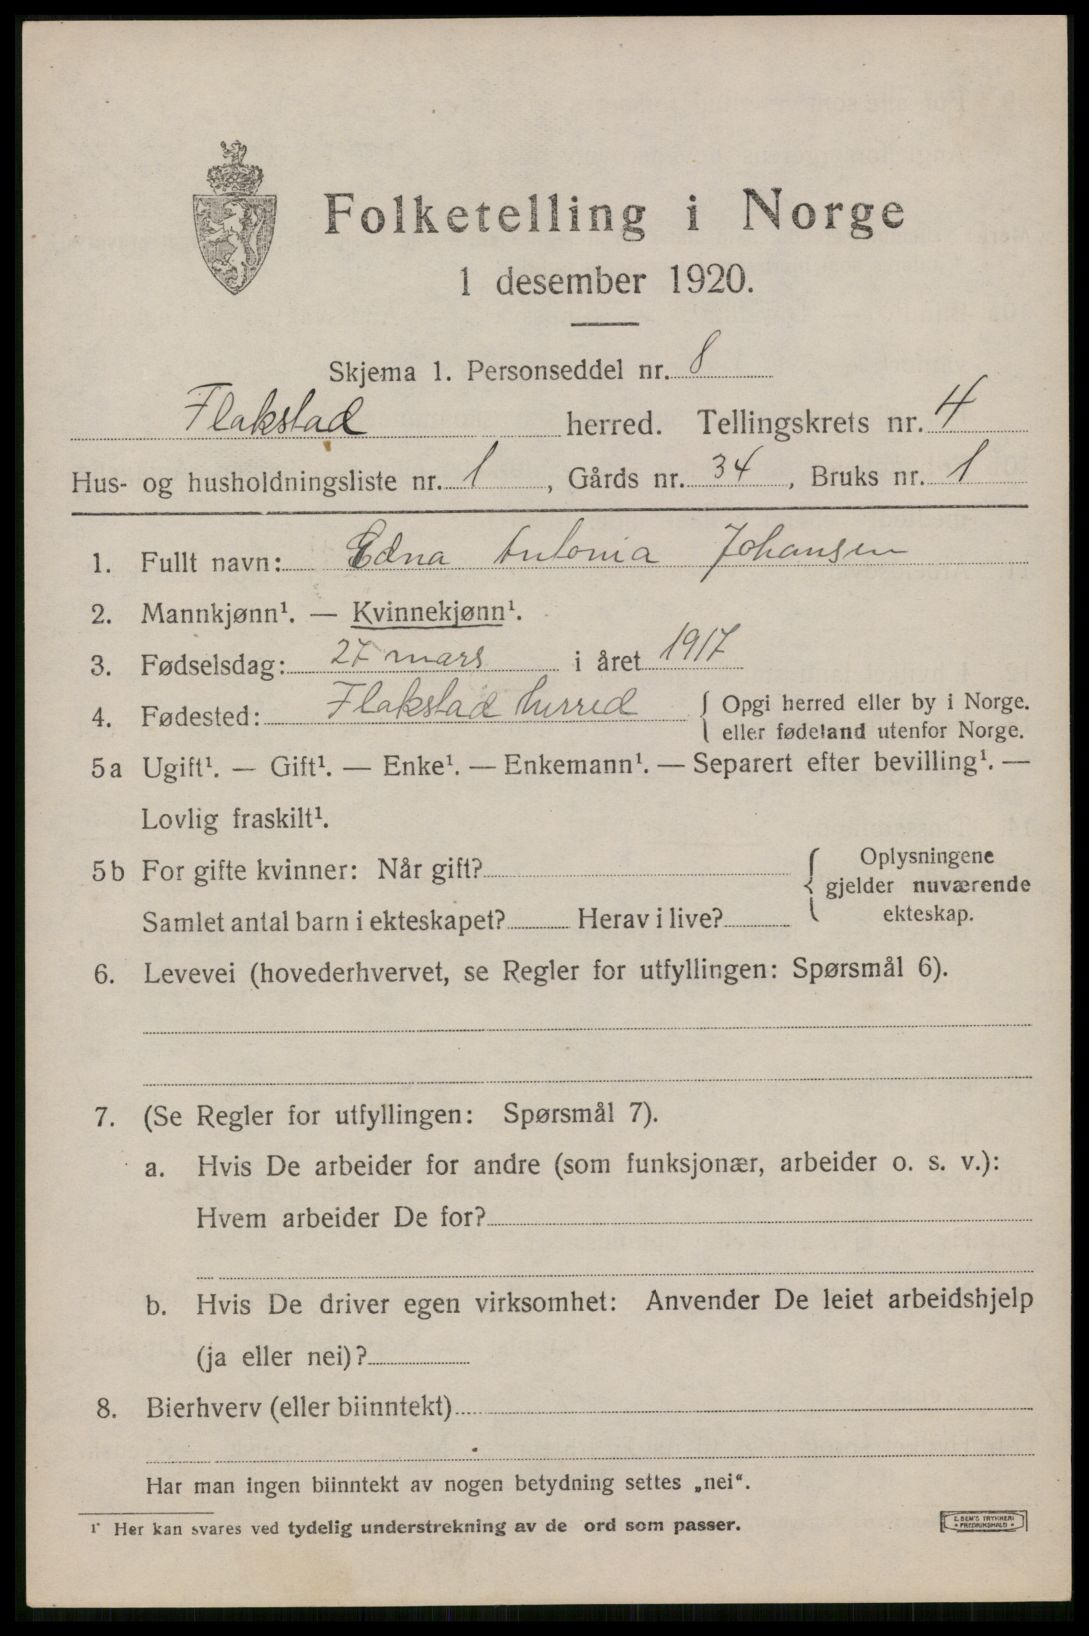 Folketelling i Norge
1 desember 1920.
Skjema 1. Personseddel nr. 8
Flakstad herred. Tellingskrets nr. 4
Hus- og husholdningsliste nr. 1, Gårds nr. 34, Bruks nr. 1
1. Fullt navn: Edna Antonia Johansen
2. Mannkjønn¹. — Kvinnekjønn¹.
3. Fødselsdag: 27 mars i året 1917
4. Fødested: Flakstad herred { Opgi herred eller by i Norge.
eller fødeland utenfor Norge.
5a Ugift¹. — Gift¹. — Enke¹. — Enkemann¹. — Separert efter bevilling¹. —
Lovlig fraskilt¹.
5b For gifte kvinner: Når gift? { Oplysningene
gjelder nuværende
ekteskap.
Samlet antal barn i ekteskapet? Herav i live?
6. Levevei (hovederhvervet, se Regler for utfyllingen: Spørsmål 6).
7. (Se Regler for utfyllingen: Spørsmål 7).
a. Hvis De arbeider for andre (som funksjonær, arbeider o. s. v.):
Hvem arbeider De for?
b. Hvis De driver egen virksomhet: Anvender De leiet arbeidshjelp
(ja eller nei)?
8. Bierhverv (eller biinntekt)
Har man ingen biinntekt av nogen betydning settes „nei“.
1 Her kan svares ved tydelig understrekning av de ord som passer.
E. SEM'S TRYKKERI
• FREDRIKSHALD •